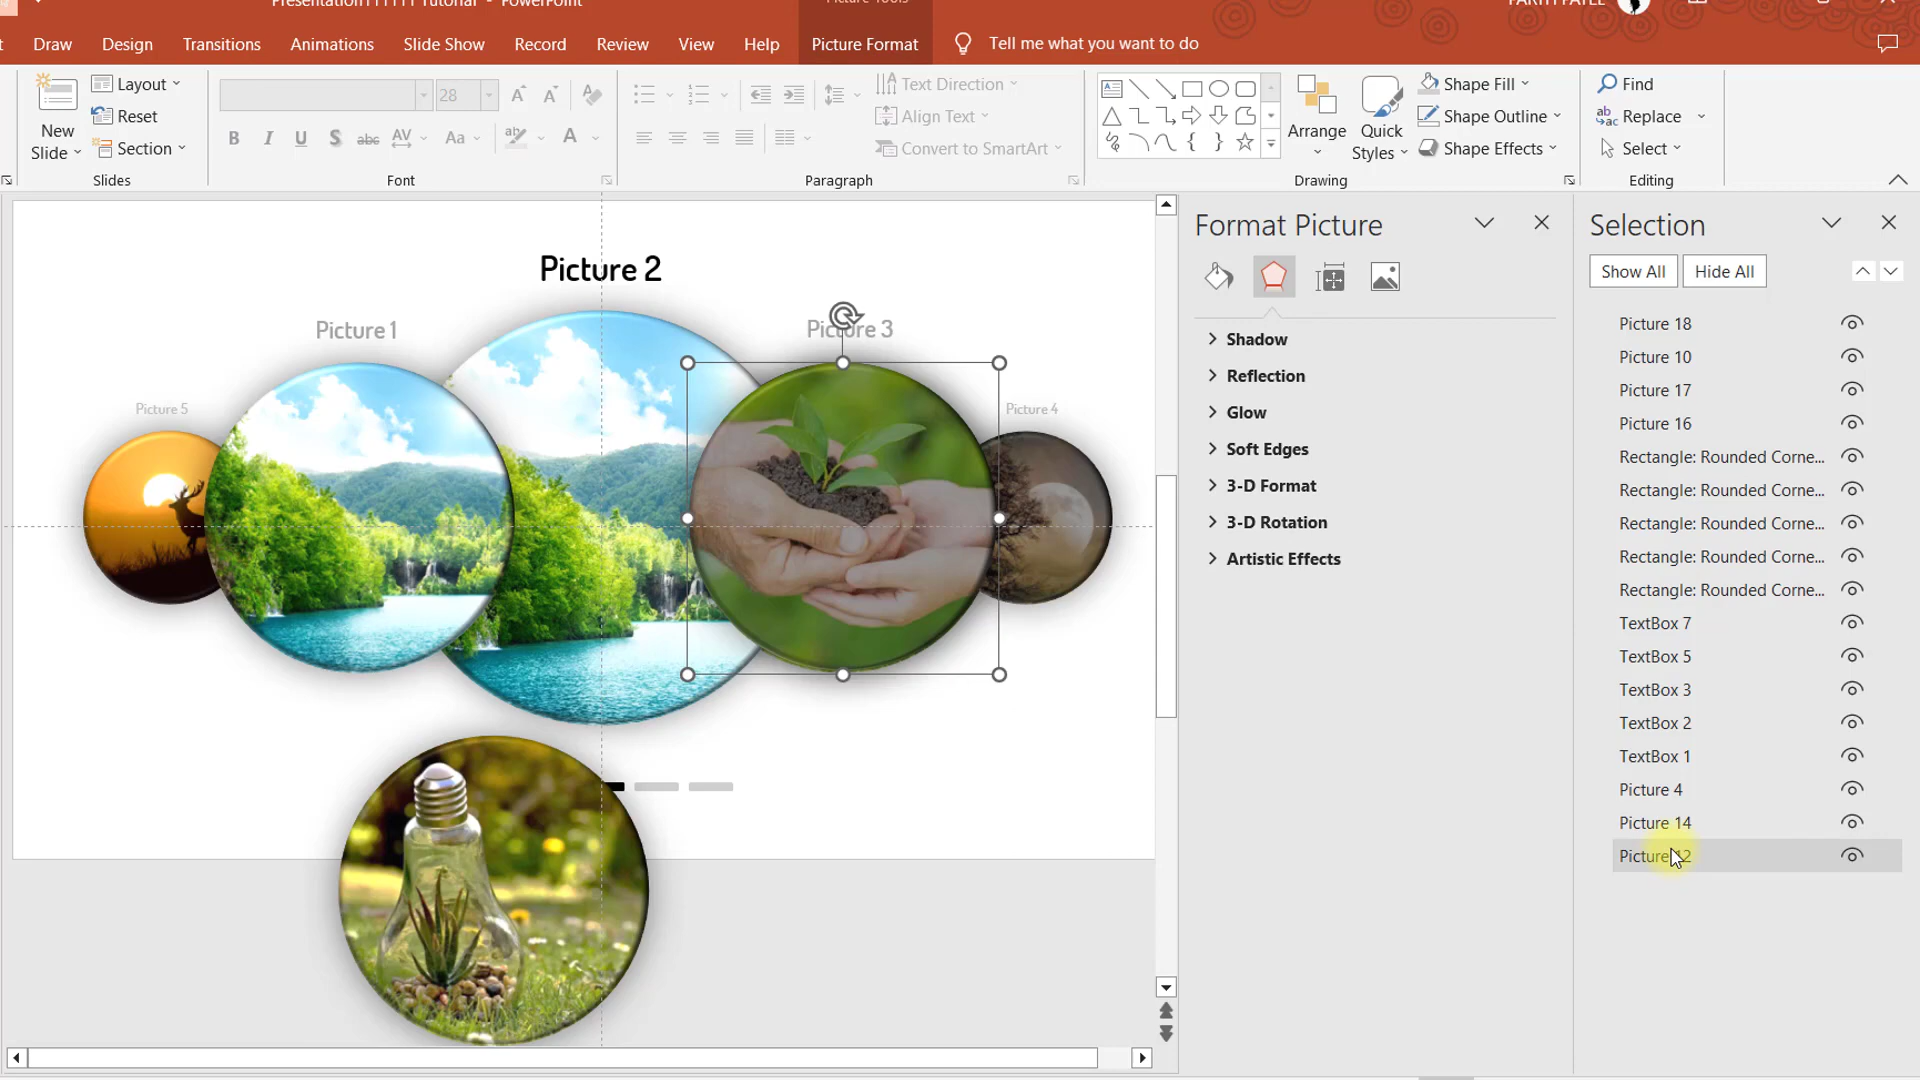 Draw Design Transitions Animations Slide Show Record Review View Help Picture Format Tell me what you want to do
New
Slide
Layout
Reset
Section
Slides
28
B I U S abc AV Aa A
Font
Text Direction
Align Text
Convert to SmartArt
Paragraph
Arrange
Quick
Styles
Shape Fill
Shape Outline
Shape Effects
Drawing
Find
Replace
Select
Editing
Picture 2
Picture 1
Picture 3
Picture 5
Picture 4
Format Picture
Shadow
Reflection
Glow
Soft Edges
3-D Format
3-D Rotation
Artistic Effects
Selection
Show All
Hide All
Picture 18
Picture 10
Picture 17
Picture 16
Rectangle: Rounded Corne...
Rectangle: Rounded Corne...
Rectangle: Rounded Corne...
Rectangle: Rounded Corne...
Rectangle: Rounded Corne...
TextBox 7
TextBox 5
TextBox 3
TextBox 2
TextBox 1
Picture 4
Picture 14
Picture 12